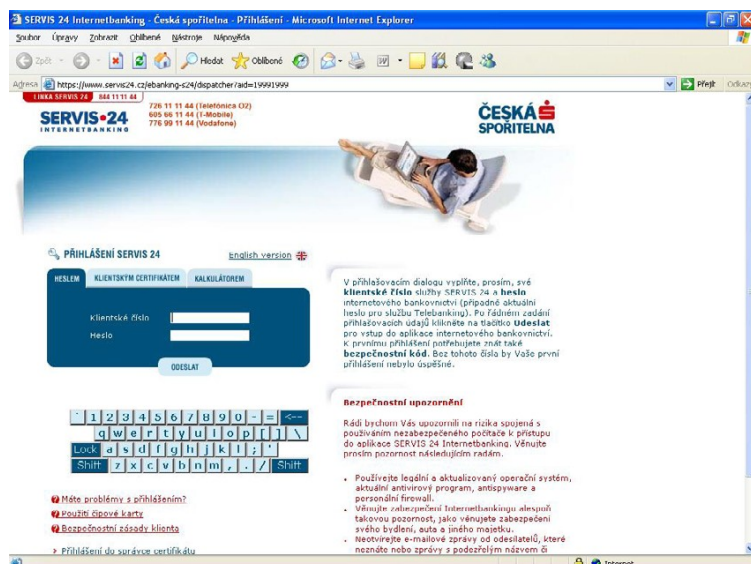 SERVIS 24 Internetbanking - Česká spořitelna - Přihlášení - Microsoft Internet Explorer
Soubor Úpravy Zobrazit Oblíbené Nástroje Nápověda
Zpět Hledat Oblíbené
Adresa https://www.servis24.cz/ebanking-s24/dispatcher?aid=19991999 Přejít Odkazy
LINKA SERVIS 24 844 11 11 44
726 11 11 44 (Telefónica O2)
605 66 11 44 (T-Mobile)
776 99 11 44 (Vodafone)
SERVIS 24
INTERNETBANKING
ČESKÁ
SPOŘITELNA
PŘIHLÁŠENÍ SERVIS 24 English version
HESLEM KLIENTSKÝM CERTIFIKÁTEM KALKULÁTOREM
Klientské číslo
Heslo
ODESLAT
` 1 2 3 4 5 6 7 8 9 0 - = <--
q w e r t y u i o p [ ] \
Lock a s d f g h j k l ; '
Shift z x c v b n m , . / Shift
Máte problémy s přihlášením?
Použití čipové karty
Bezpečnostní zásady klienta
> Přihlášení do správce certifikátu
V přihlašovacím dialogu vyplňte, prosím, své
klientské číslo služby SERVIS 24 a heslo
internetového bankovnictví (případně aktuální
heslo pro službu Telebanking). Po řádném zadání
přihlašovacích údajů klikněte na tlačítko Odeslat
pro vstup do aplikace internetového bankovnictví.
K prvnímu přihlášení potřebujete znát také
bezpečnostní kód. Bez tohoto čísla by Vaše první
přihlášení nebylo úspěšné.
Bezpečnostní upozornění
Rádi bychom Vás upozornili na rizika spojená s
používáním nezabezpečeného počítače k přístupu
do aplikace SERVIS 24 Internetbanking. Věnujte
prosím pozornost následujícím radám.
• Používejte legální a aktualizovaný operační systém,
aktuální antivirový program, antispyware a
personální firewall.
• Věnujte zabezpečení Internetbankingu alespoň
takovou pozornost, jako věnujete zabezpečení
svého bydlení, auta a jiného majetku.
• Neotvírejte e-mailové zprávy od odesílatelů, které
neznáte nebo zprávy s podezřelým názvem či
Internet